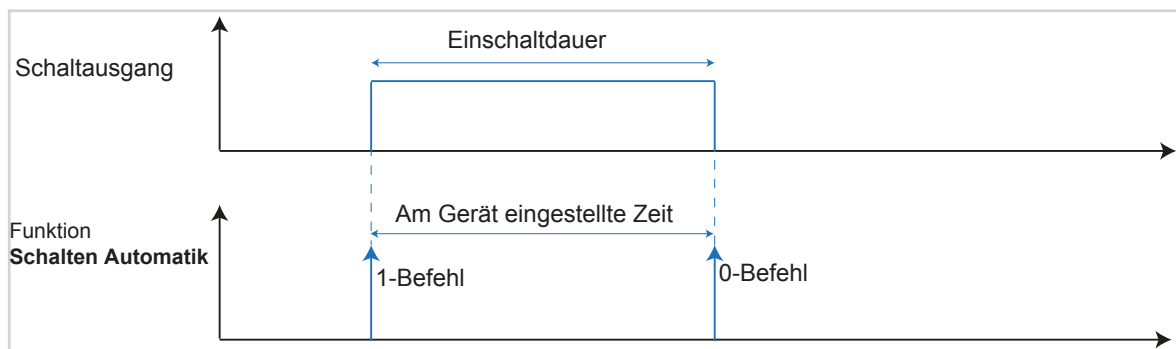 Einschaltdauer
Schaltausgang
Am Gerät eingestellte Zeit
Funktion
Schalten Automatik
1-Befehl
0-Befehl